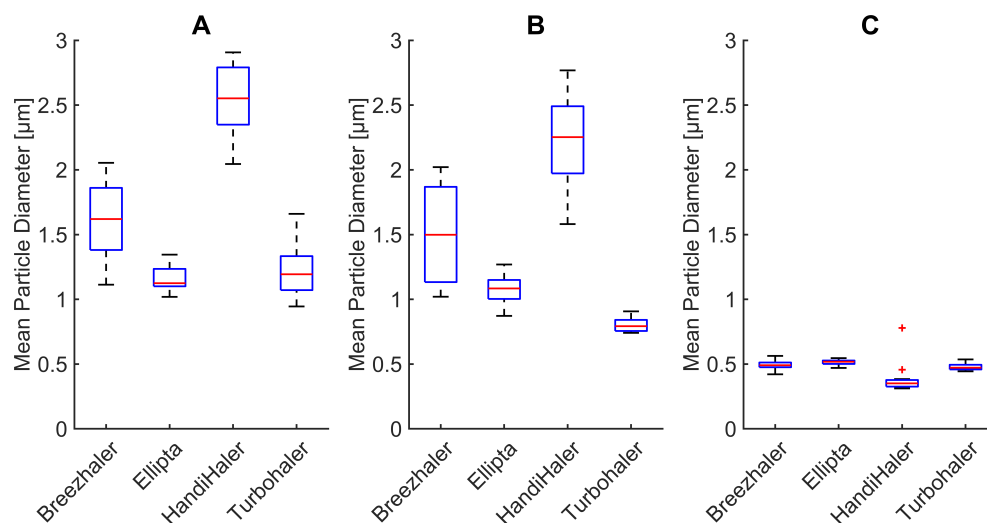 A
Mean Particle Diameter [µm]
3
2.5
2
1.5
1
0.5
0
Breezhaler
Ellipta
HandiHaler
Turbohaler
B
Mean Particle Diameter [µm]
3
2.5
2
1.5
1
0.5
0
Breezhaler
Ellipta
HandiHaler
Turbohaler
C
Mean Particle Diameter [µm]
3
2.5
2
1.5
1
0.5
0
Breezhaler
Ellipta
HandiHaler
Turbohaler